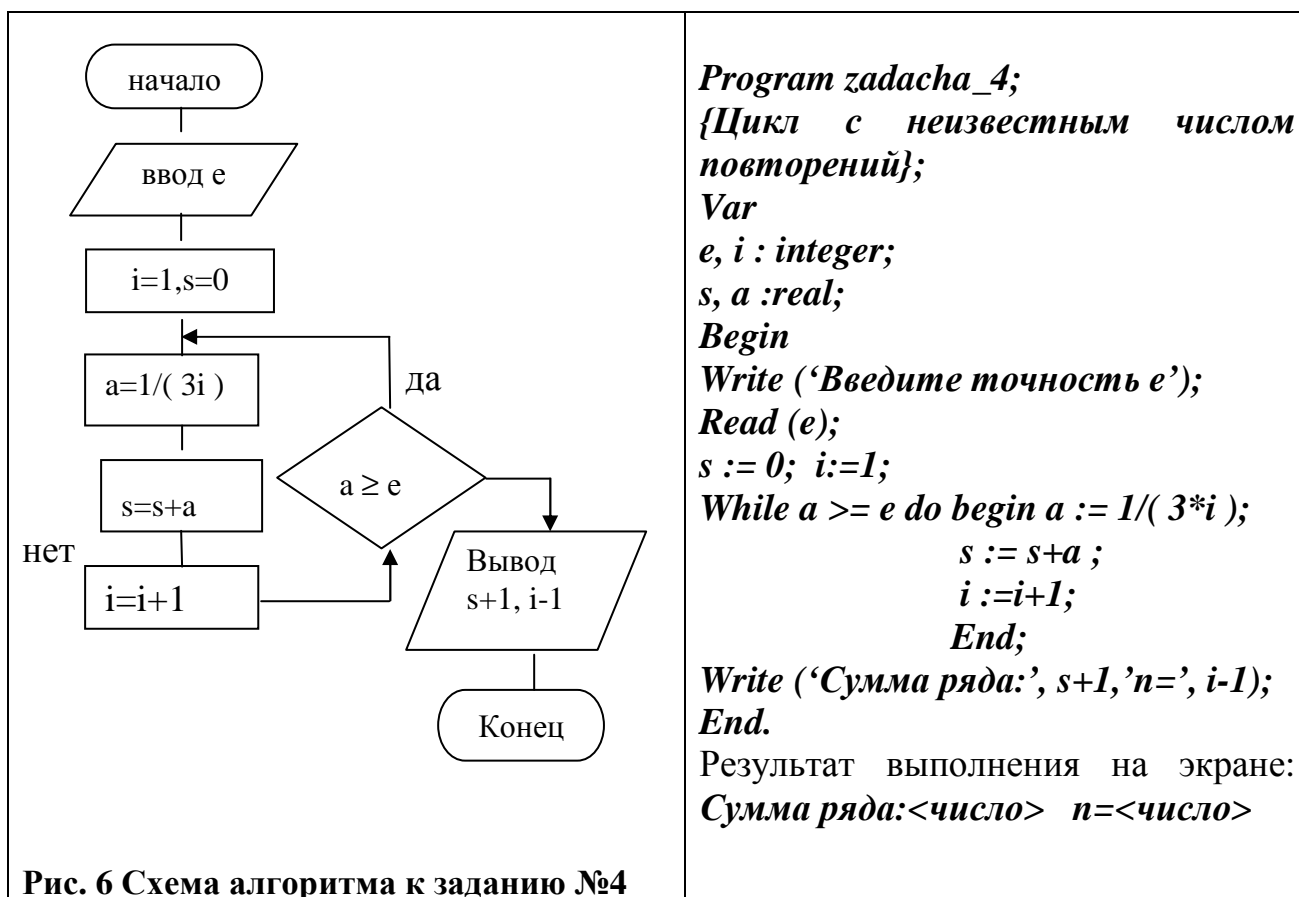 начало
ввод e
i=1,s=0
a=1/( 3i )
да
a ≥ e
s=s+a
нет
i=i+1
Вывод
s+1, i-1
Конец
Рис. 6 Схема алгоритма к заданию №4
Program zadacha_4;
{Цикл с неизвестным числом
повторений};
Var
e, i : integer;
s, a :real;
Begin
Write (‘Введите точность e’);
Read (e);
s := 0; i:=1;
While a >= e do begin a := 1/( 3*i );
s := s+a ;
i :=i+1;
End;
Write (‘Сумма ряда:’, s+1,’n=’, i-1);
End.
Результат выполнения на экране:
Сумма ряда:<число> n=<число>